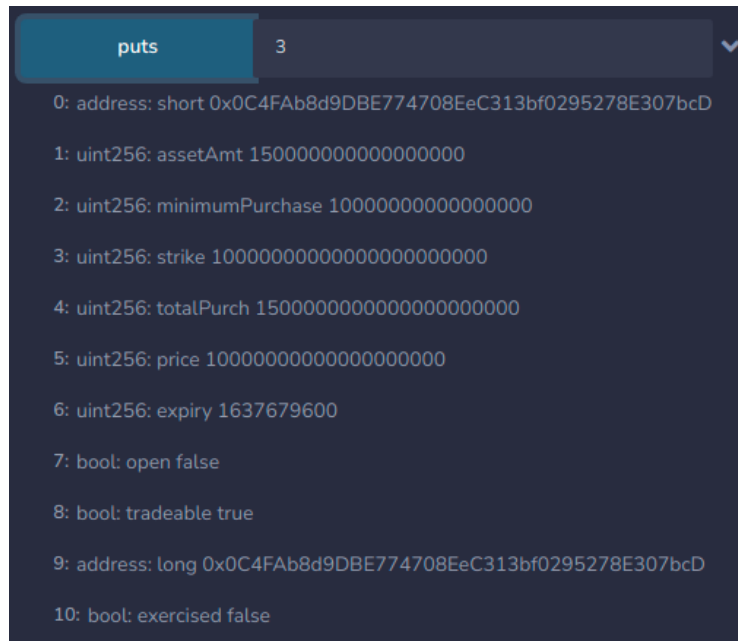 puts 3
0: address: short 0x0C4FAb8d9DBE774708EeC313bf0295278E307bcD
1: uint256: assetAmt 150000000000000000
2: uint256: minimumPurchase 10000000000000000
3: uint256: strike 10000000000000000000000
4: uint256: totalPurch 1500000000000000000000
5: uint256: price 10000000000000000000
6: uint256: expiry 1637679600
7: bool: open false
8: bool: tradeable true
9: address: long 0x0C4FAb8d9DBE774708EeC313bf0295278E307bcD
10: bool: exercised false